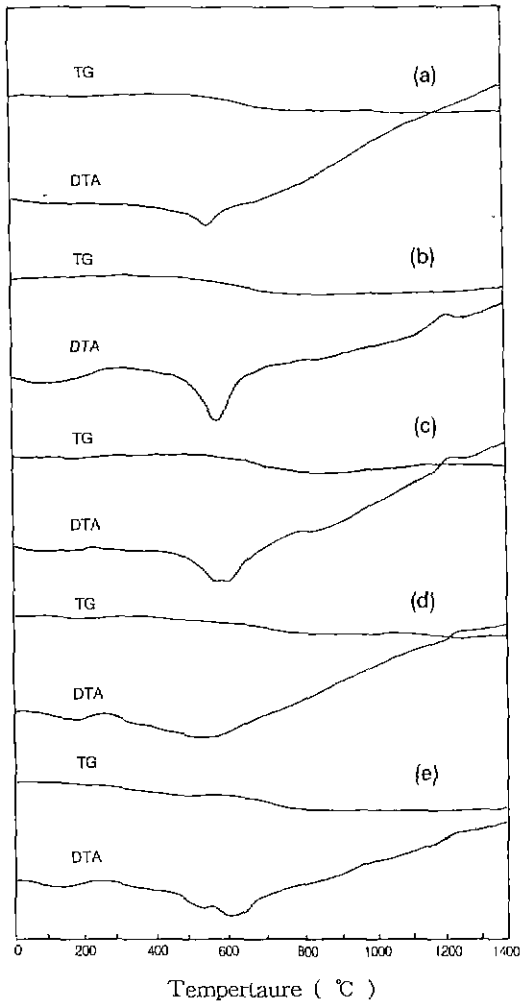 TG
(a)
DTA
TG
(b)
DTA
TG
(c)
DTA
TG
(d)
DTA
TG
(e)
DTA
0 200 400 600 800 1000 1200 1400
Tempertaure ( ℃ )